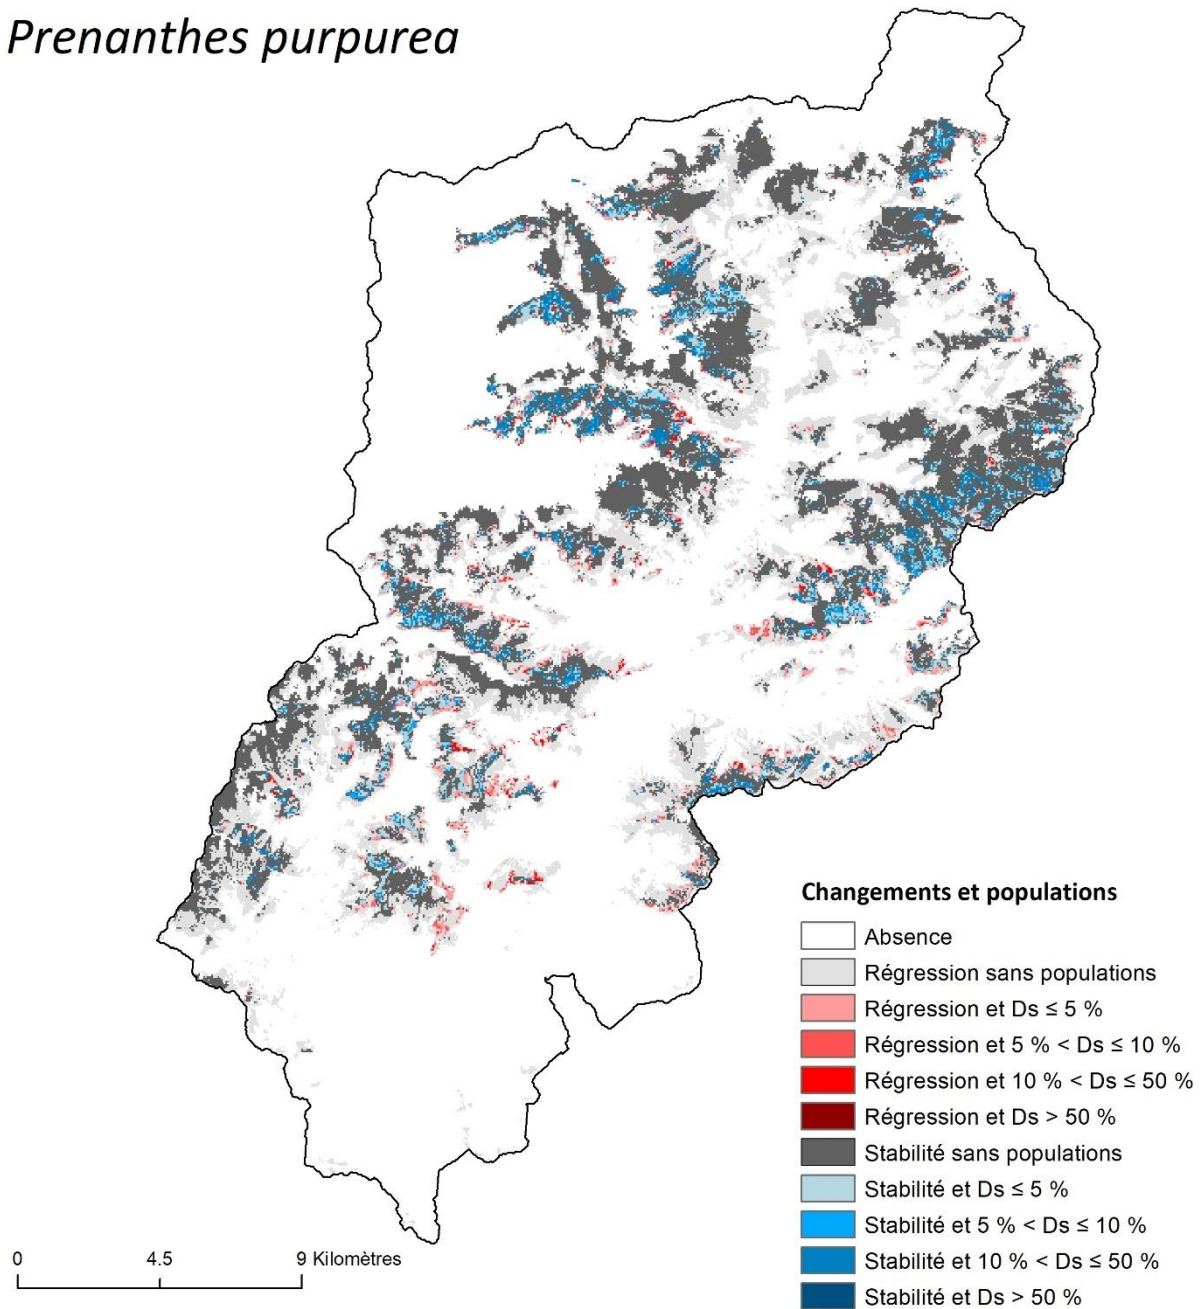 Prenanthes purpurea
Changements et populations
Absence
Régression sans populations
Régression et Ds ≤ 5 %
Régression et 5 % < Ds ≤ 10 %
Régression et 10 % < Ds ≤ 50 %
Régression et Ds > 50 %
Stabilité sans populations
Stabilité et Ds ≤ 5 %
Stabilité et 5 % < Ds ≤ 10 %
Stabilité et 10 % < Ds ≤ 50 %
Stabilité et Ds > 50 %
0 4.5 9 Kilomètres